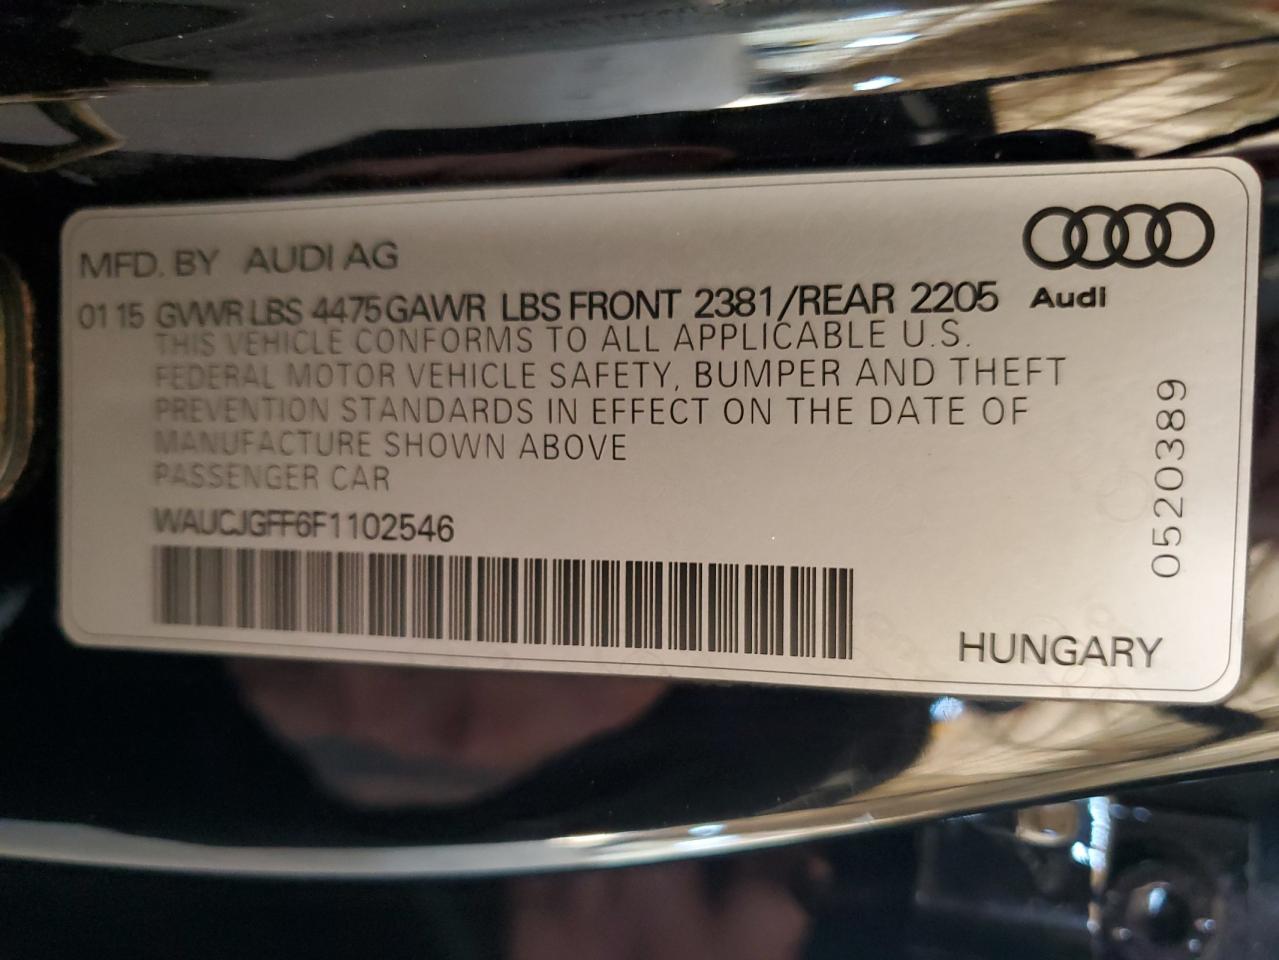 MFD. BY AUDI AG
01 15 GVWR LBS 4475 GAWR LBS FRONT 2381/REAR 2205
Audi
THIS VEHICLE CONFORMS TO ALL APPLICABLE U.S.
FEDERAL MOTOR VEHICLE SAFETY, BUMPER AND THEFT
PREVENTION STANDARDS IN EFFECT ON THE DATE OF
MANUFACTURE SHOWN ABOVE
PASSENGER CAR
WAUCJGFF6F1102546
0520389
HUNGARY